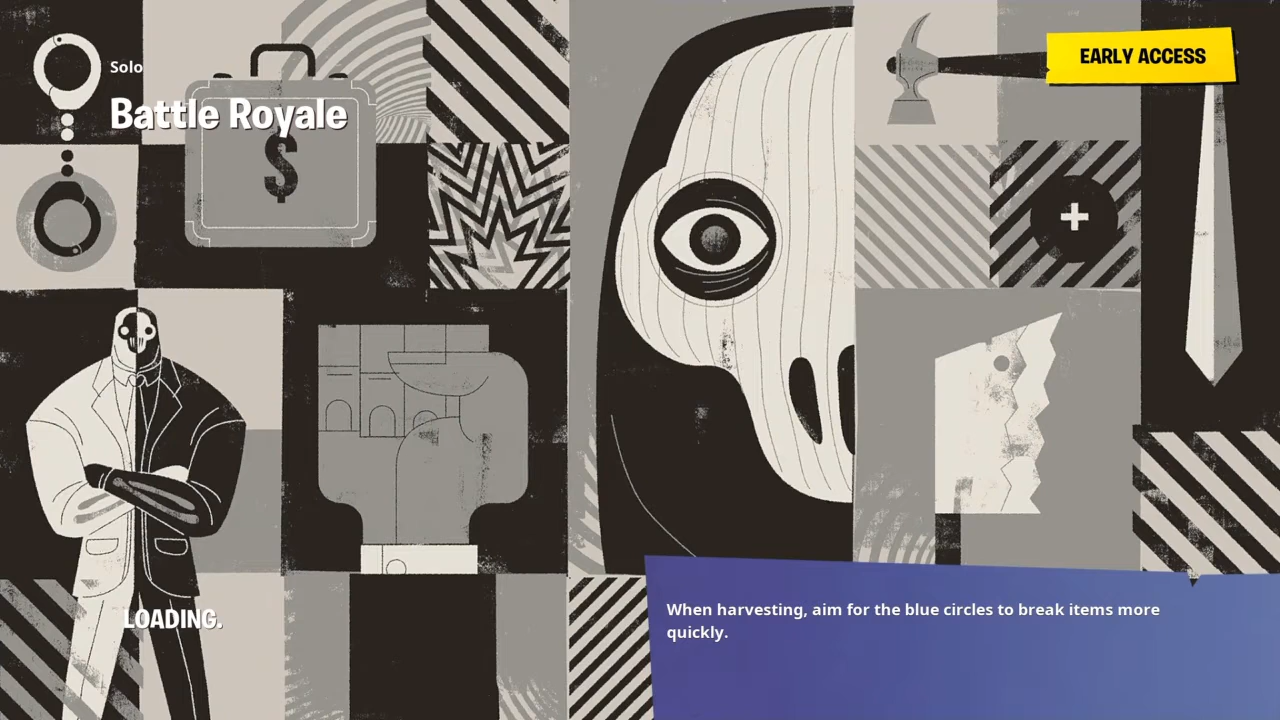 Solo
Battle Royale
$
EARLY ACCESS
LOADING.
When harvesting, aim for the blue circles to break items more
quickly.